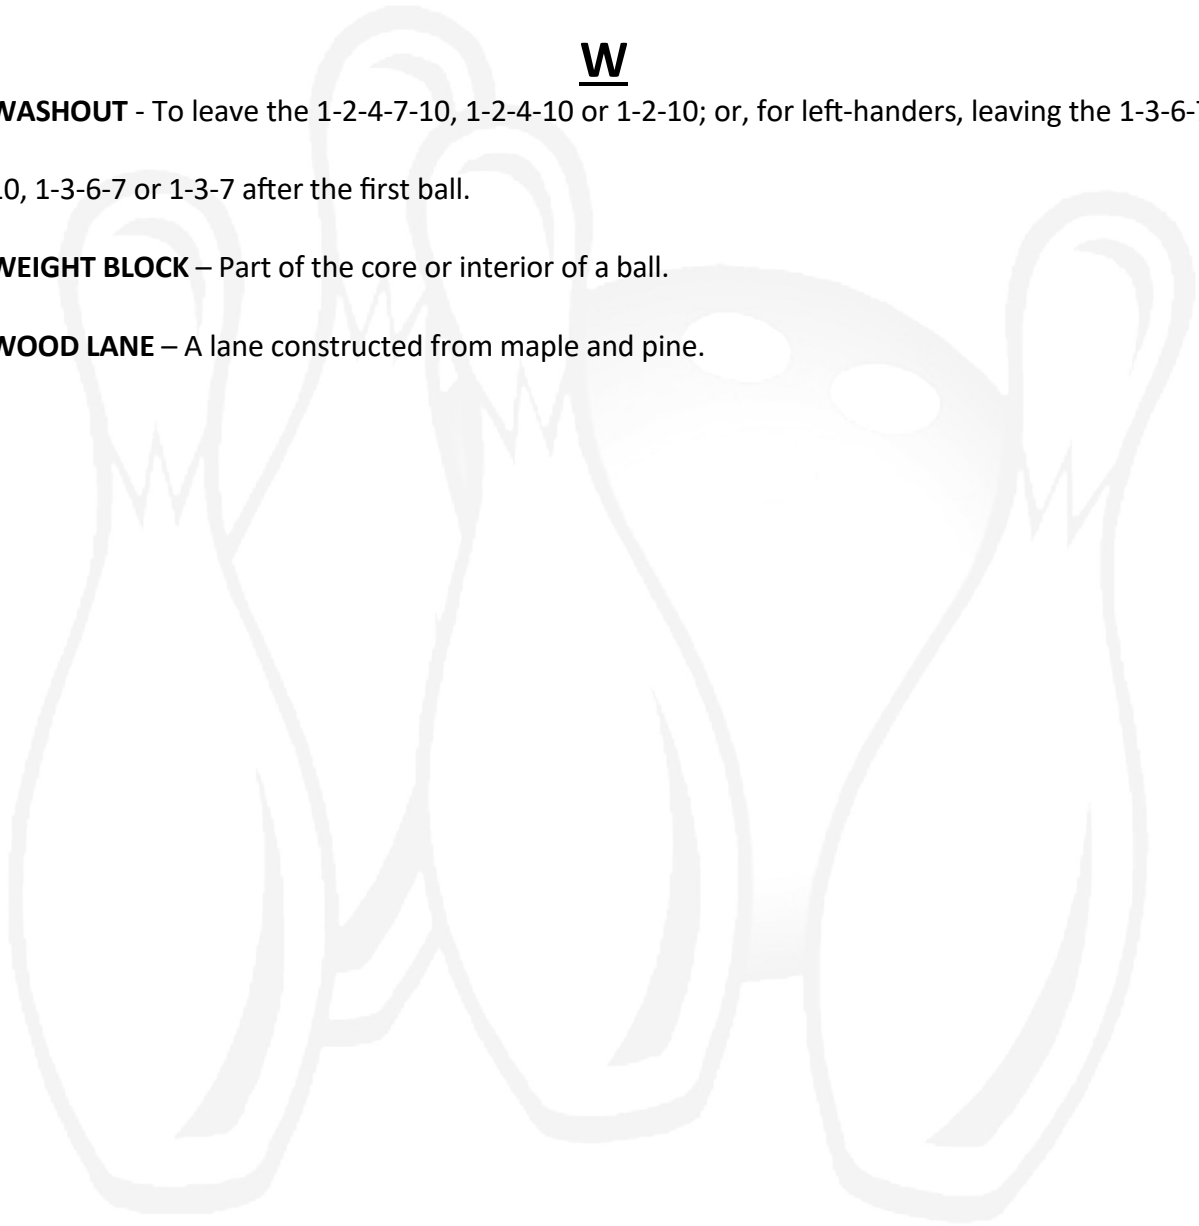 W
WASHOUT - To leave the 1-2-4-7-10, 1-2-4-10 or 1-2-10; or, for left-handers, leaving the 1-3-6-7
10, 1-3-6-7 or 1-3-7 after the first ball.
WEIGHT BLOCK – Part of the core or interior of a ball.
WOOD LANE – A lane constructed from maple and pine.